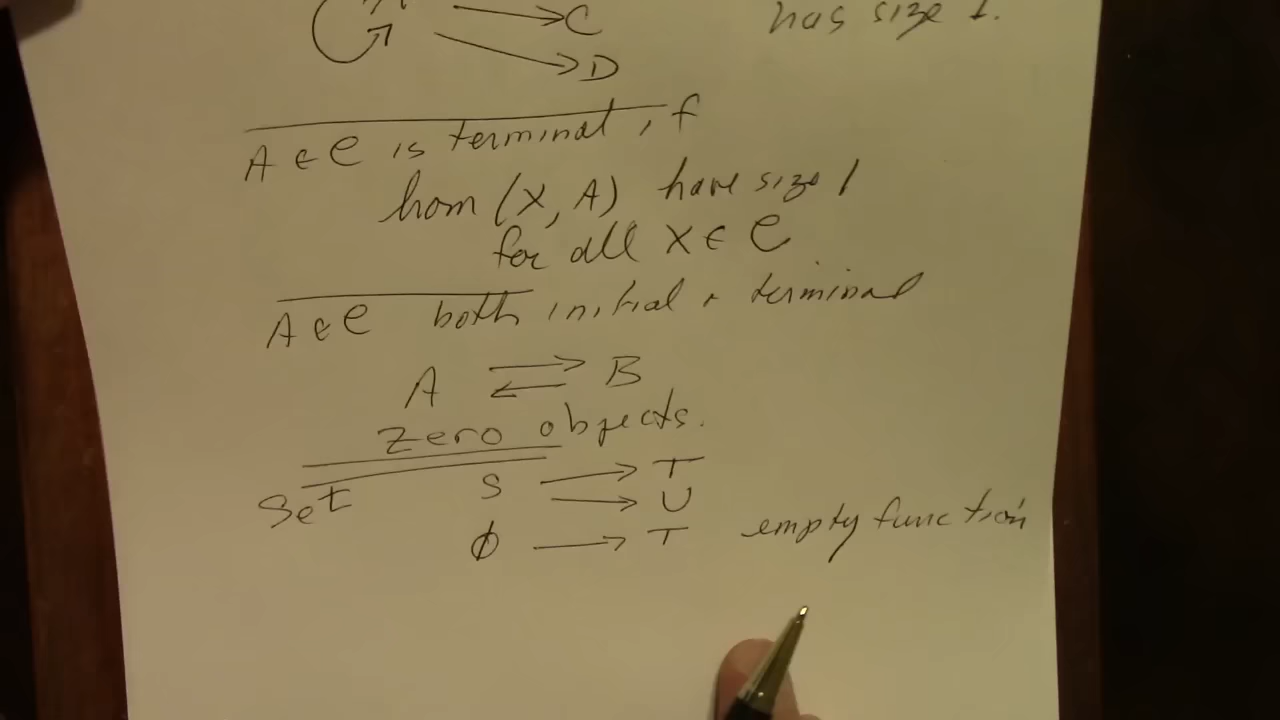 has size 1.
C
D
A ∈ C is terminal if
hom (X, A) have size 1
for all X ∈ C
A ∈ C both initial + terminal
A ⇄ B
Zero objects.
Set S → T
→ U
ϕ → T empty function